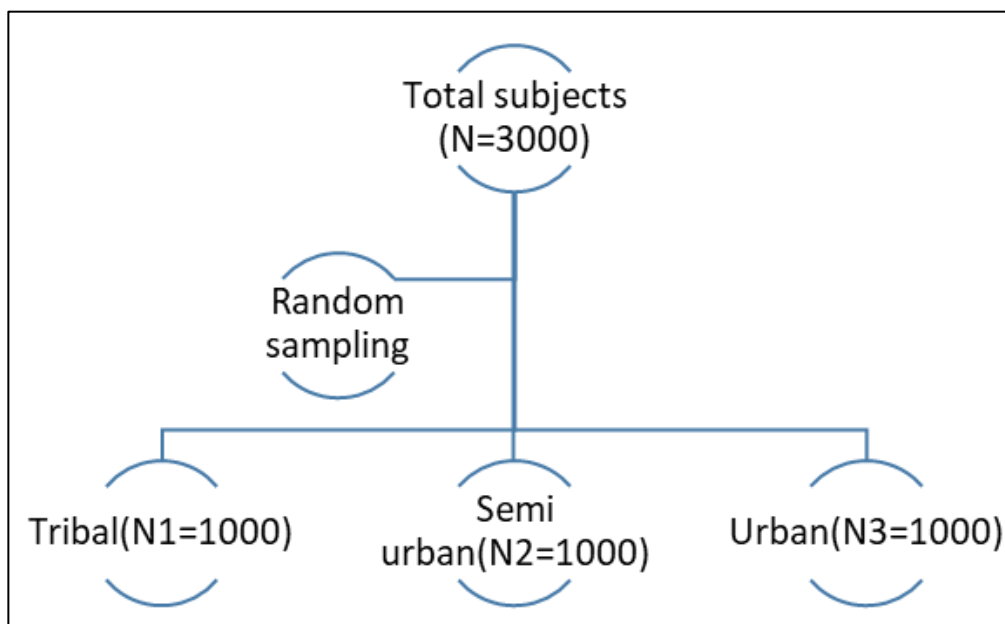 Total subjects
(N=3000)
Random
sampling
Tribal(N1=1000)
Semi
urban(N2=1000)
Urban(N3=1000)